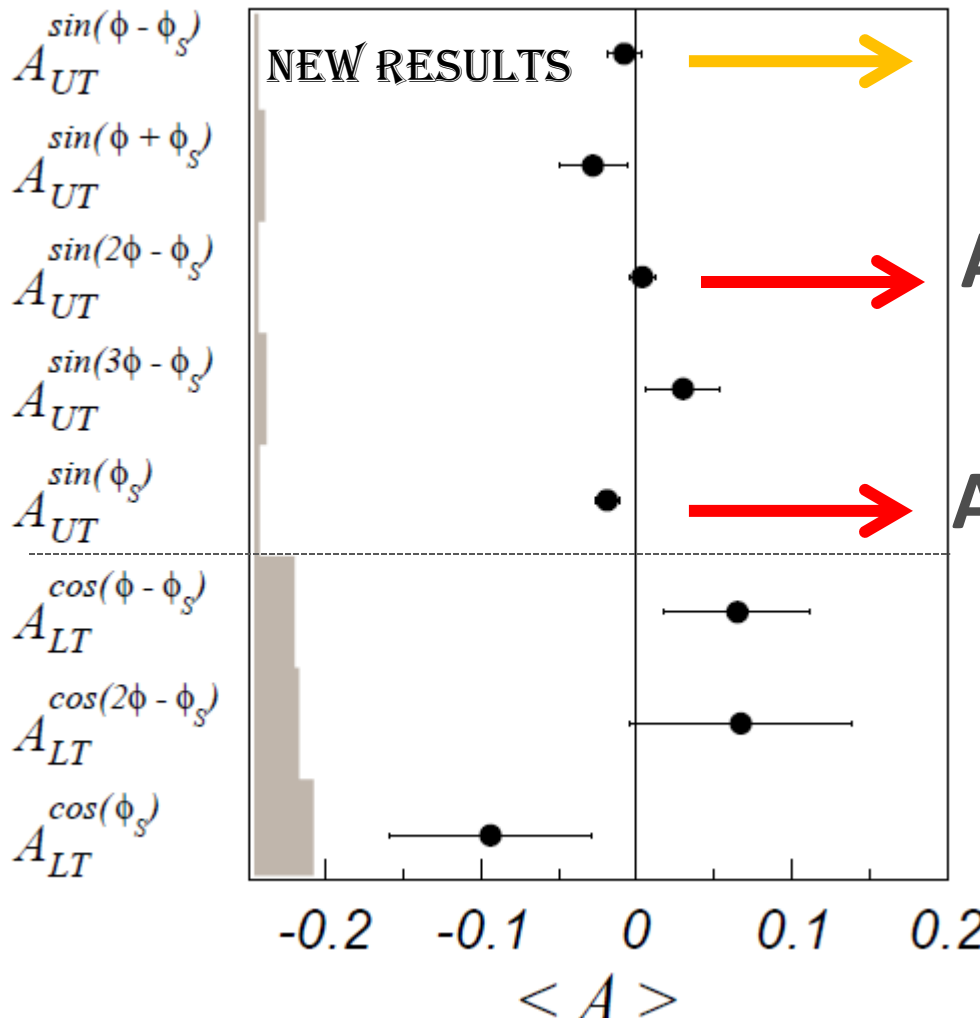 A_UT^sin(ϕ - ϕ_S)
NEW RESULTS
A_UT^sin(ϕ + ϕ_S)
A_UT^sin(2ϕ - ϕ_S)
A
A_UT^sin(3ϕ - ϕ_S)
A_UT^sin(ϕ_S)
A
A_LT^cos(ϕ - ϕ_S)
A_LT^cos(2ϕ - ϕ_S)
A_LT^cos(ϕ_S)
-0.2 -0.1 0 0.1 0.2
< A >